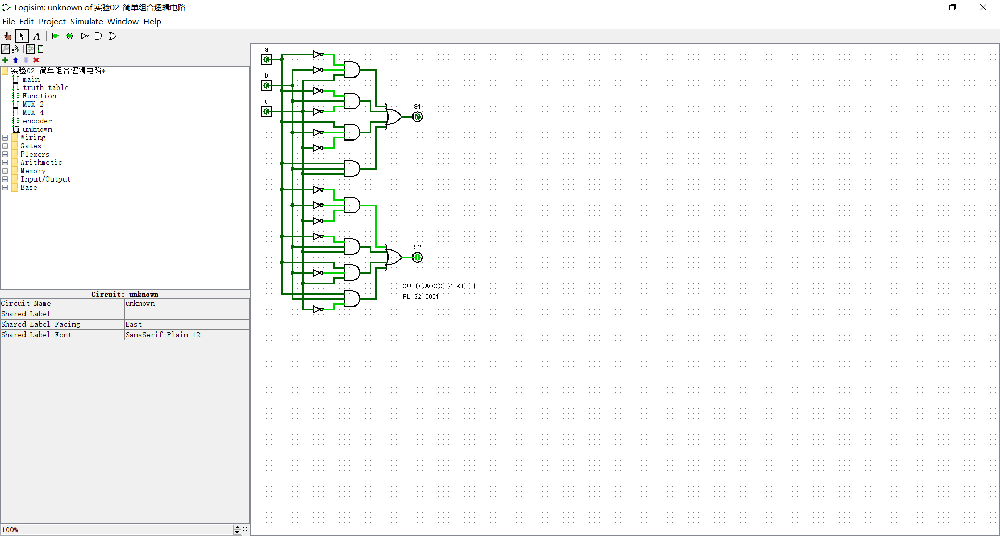 Logisim: unknown of 实验02_简单组合逻辑电路
File Edit Project Simulate Window Help
A
实验02_简单组合逻辑电路*
main
truth_table
Function
MUX-2
MUX-4
encoder
unknown
Wiring
Gates
Plexers
Arithmetic
Memory
Input/Output
Base
Circuit: unknown
Circuit Name unknown
Shared Label
Shared Label Facing East
Shared Label Font SansSerif Plain 12
100%
a
0
b
0
c
0
S1
0
S2
1
OUEDRAOGO EZEKIEL B.
PL19215001